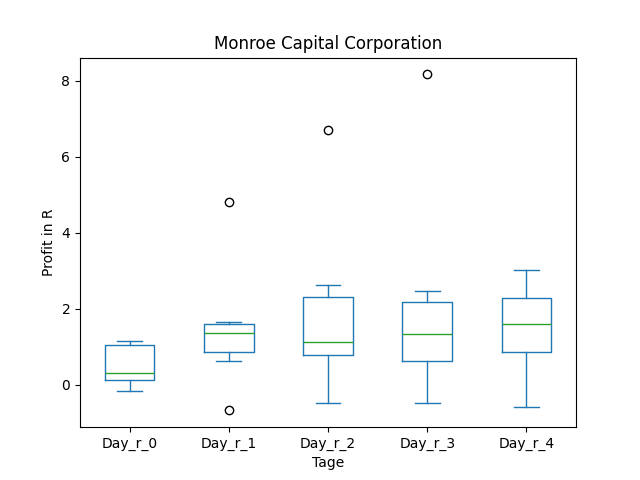 Monroe Capital Corporation
8
6
4
2
0
Profit in R
Day_r_0 Day_r_1 Day_r_2 Day_r_3 Day_r_4
Tage